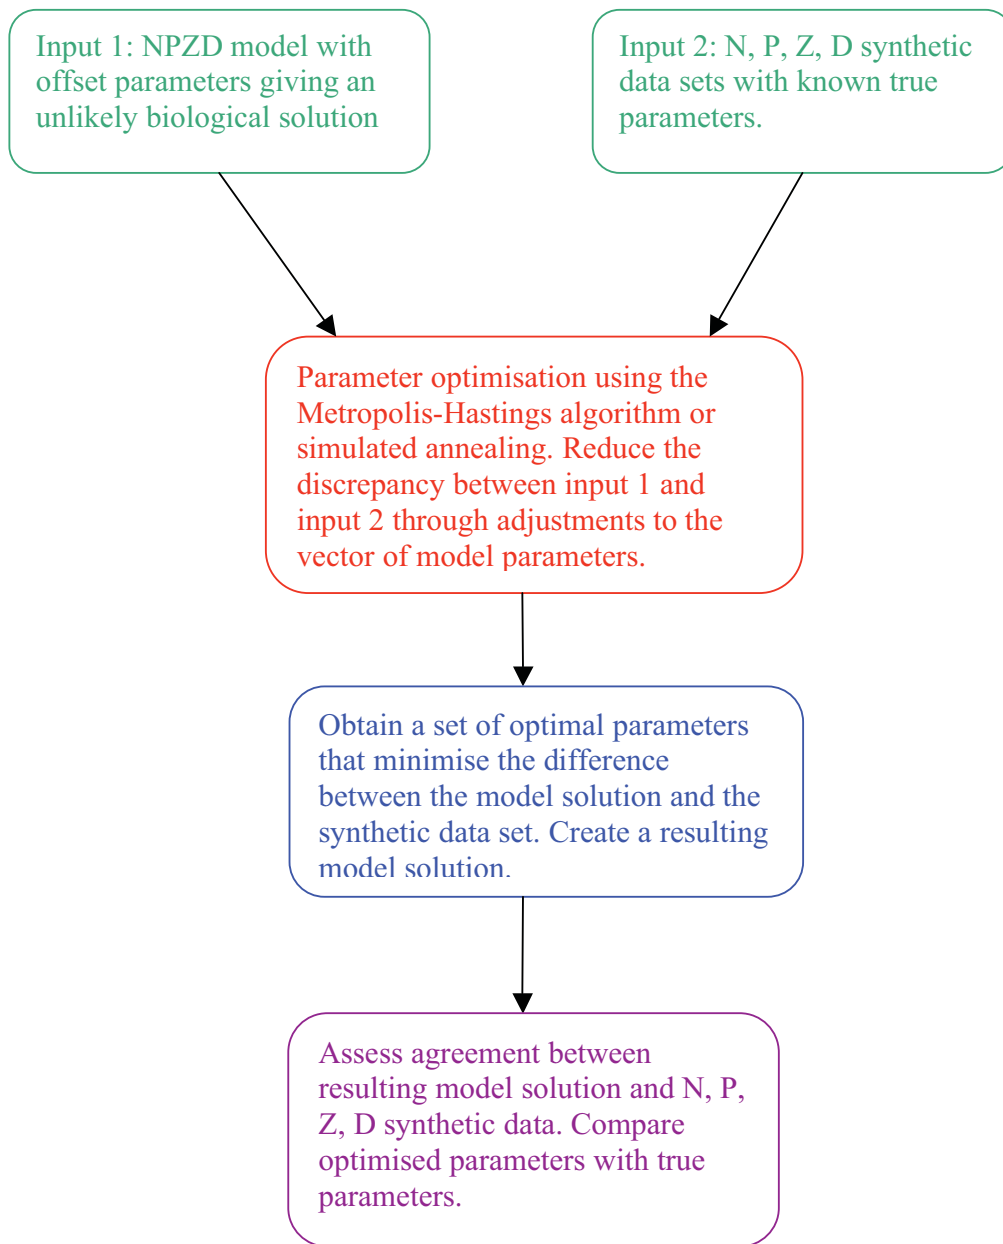 Input 1: NPZD model with
offset parameters giving an
unlikely biological solution
Input 2: N, P, Z, D synthetic
data sets with known true
parameters.
Parameter optimisation using the
Metropolis-Hastings algorithm or
simulated annealing. Reduce the
discrepancy between input 1 and
input 2 through adjustments to the
vector of model parameters.
Obtain a set of optimal parameters
that minimise the difference
between the model solution and the
synthetic data set. Create a resulting
model solution.
Assess agreement between
resulting model solution and N, P,
Z, D synthetic data. Compare
optimised parameters with true
parameters.